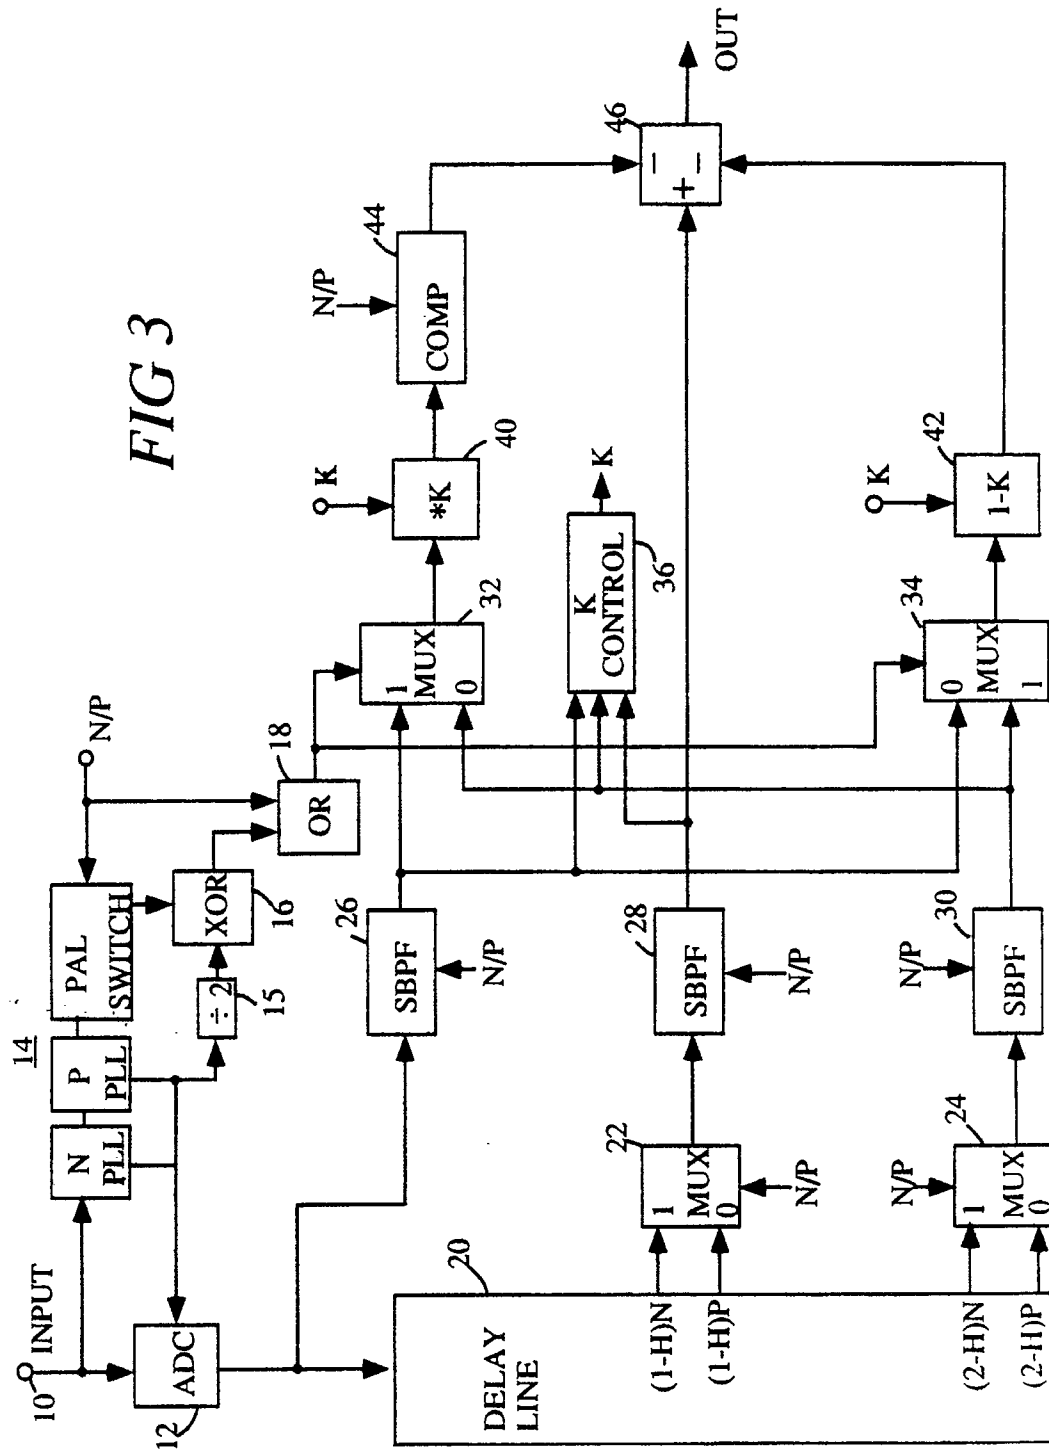 FIG 3
10
INPUT
ADC
12
14
N
PLL
P
PLL
PAL
SWITCH
N/P
÷ 2
15
XOR
16
OR
18
DELAY
LINE
20
(1-H)N
(1-H)P
(2-H)N
(2-H)P
22
1
MUX
0
N/P
24
N/P
1
MUX
0
26
SBPF
N/P
28
SBPF
N/P
30
SBPF
N/P
1
MUX
0
32
0
MUX
1
34
K
CONTROL
36
K
K
*K
40
K
1-K
42
N/P
COMP
44
46
−
+
−
OUT